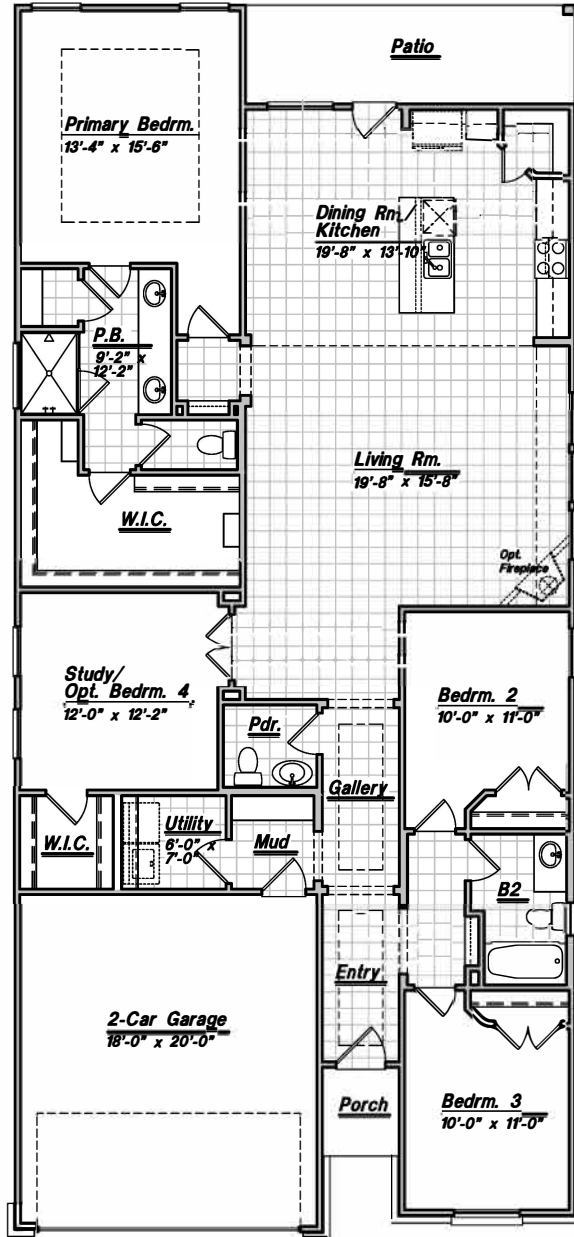 Patio
Primary Bedrm.
13'-4" x 15'-6"
Dining Rm./
Kitchen
19'-8" x 13'-10"
P.B.
9'-2" x
12'-2"
Living Rm.
19'-8" x 15'-8"
W.I.C.
Opt.
Fireplace
Study/
Opt. Bedrm. 4
12'-0" x 12'-2"
Bedrm. 2
10'-0" x 11'-0"
Pdr.
Gallery
W.I.C.
Utility
6'-0" x
7'-0"
Mud
B2
Entry
2-Car Garage
18'-0" x 20'-0"
Porch
Bedrm. 3
10'-0" x 11'-0"